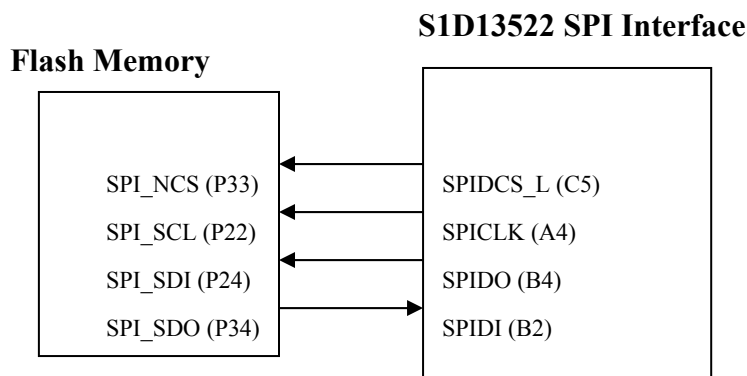 S1D13522 SPI Interface
Flash Memory
SPI_NCS (P33)
SPIDCS_L (C5)
SPI_SCL (P22)
SPICLK (A4)
SPI_SDI (P24)
SPIDO (B4)
SPI_SDO (P34)
SPIDI (B2)